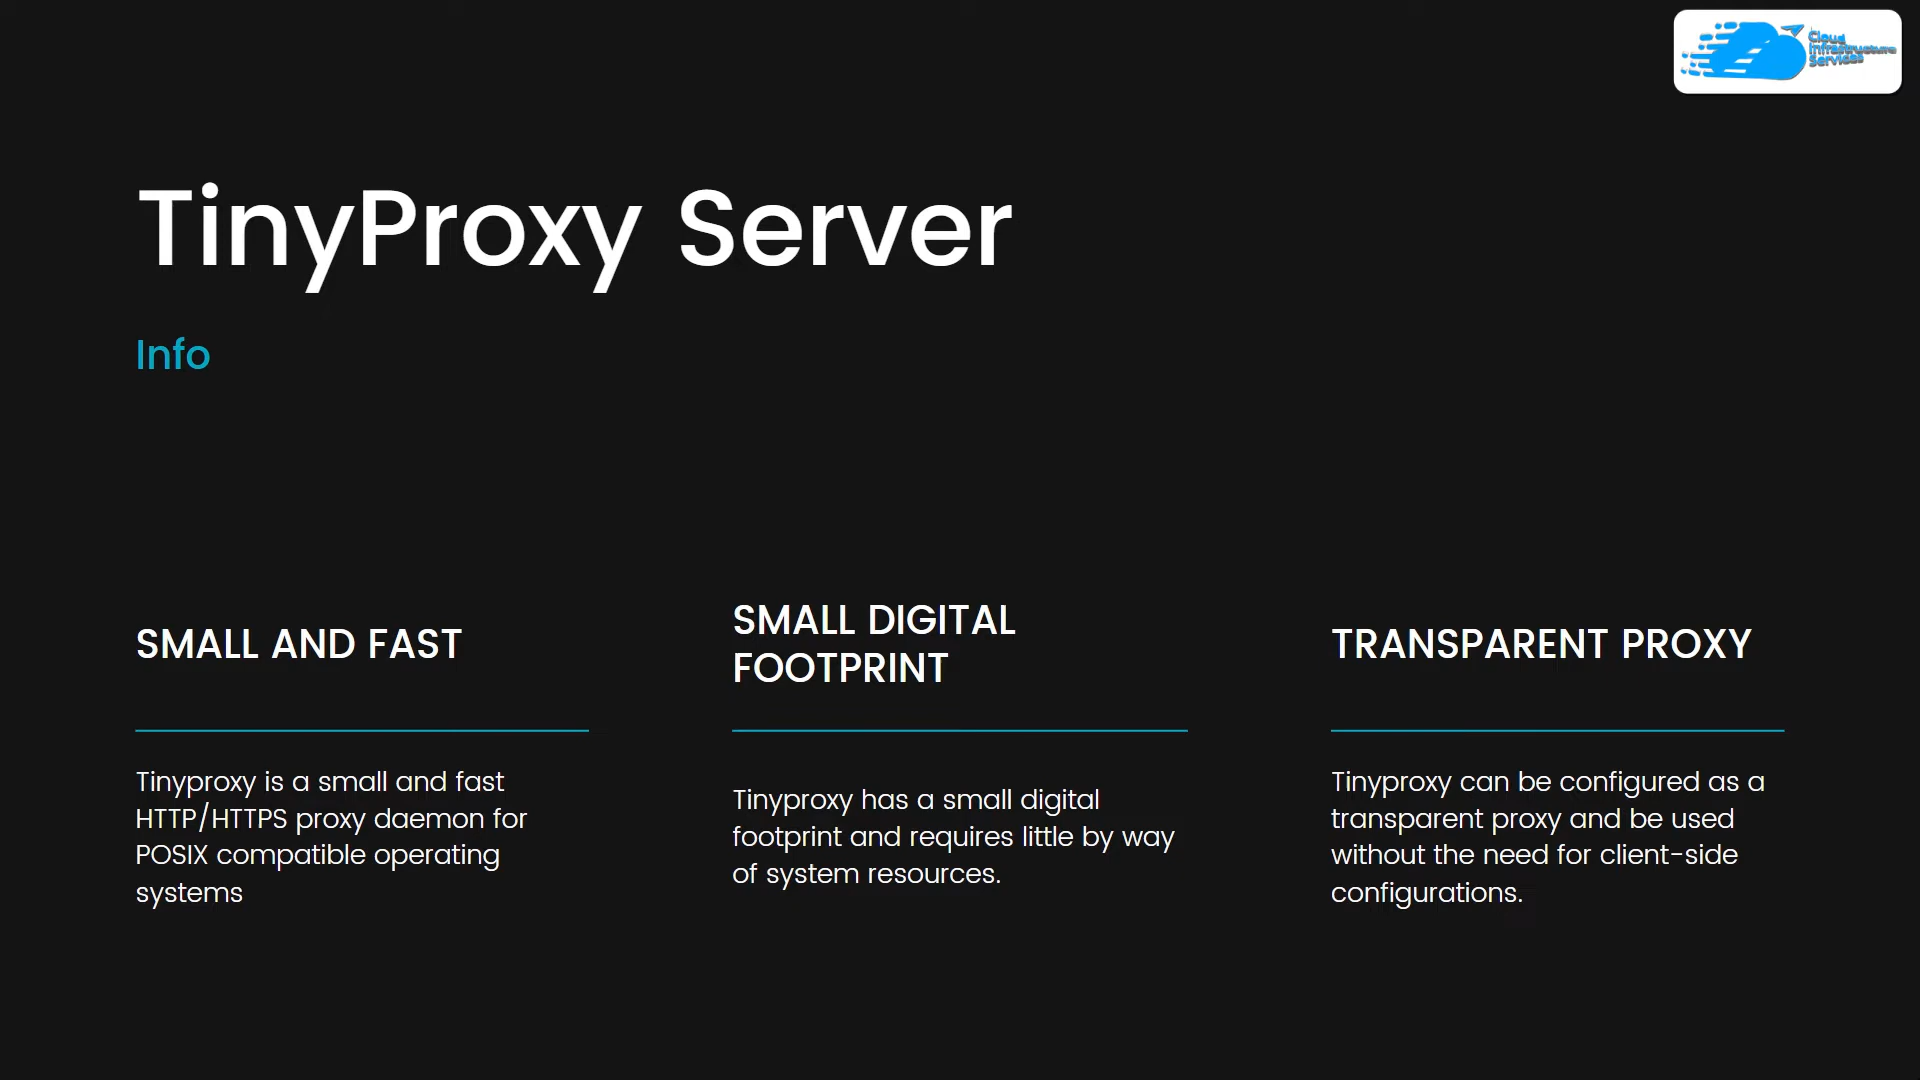 Cloud
Infrastructure
Services
TinyProxy Server
Info
SMALL AND FAST
Tinyproxy is a small and fast
HTTP/HTTPS proxy daemon for
POSIX compatible operating
systems
SMALL DIGITAL
FOOTPRINT
Tinyproxy has a small digital
footprint and requires little by way
of system resources.
TRANSPARENT PROXY
Tinyproxy can be configured as a
transparent proxy and be used
without the need for client-side
configurations.